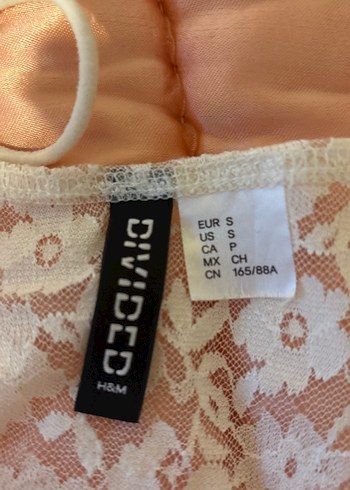 DIVIDED
H&M
EUR S
US S
CA P
MX CH
CN 165/88A